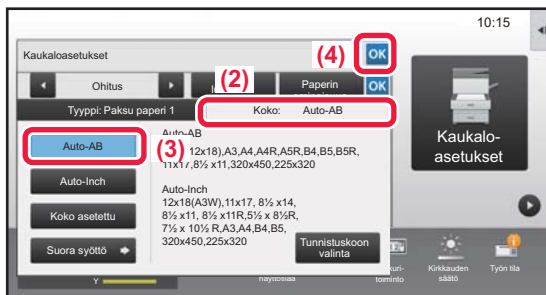 10:15
Kaukaloasetukset
(4)
OK
Ohitus
(2)
Paperin
OK
Tyyppi: Paksu paperi 1
Koko: Auto-AB
Auto-AB
(3)
Auto-AB
12x18),A3,A4,A4R,A5R,B4,B5,B5R,
11x17,8½ x11,320x450,225x320
Auto-Inch
Auto-Inch
12x18(A3W),11x17, 8½ x14,
8½ x11, 8½ x11R,5½ x 8½R,
7½ x 10½ R,A3,A4,B4,B5,
320x450,225x320
Koko asetettu
Suora syöttö
Tunnistuskoon
valinta
Kaukalo-
asetukset
Y
toiminto
Kirkkauden
säätö
Työn tila